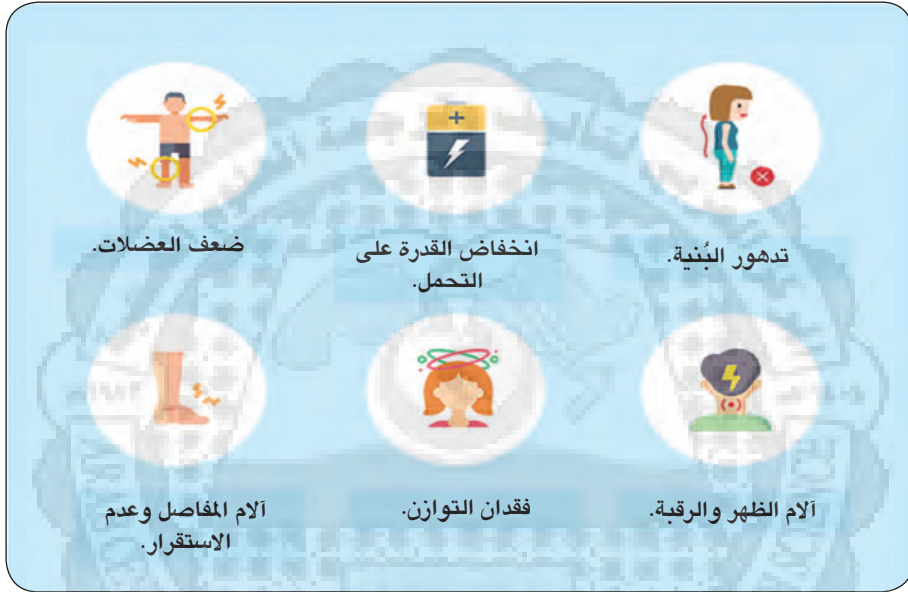 تدهور البُنية.
انخفاض القدرة على
التحمل.
ضعف العضلات.
آلام الظهر والرقبة.
فقدان التوازن.
آلام المفاصل وعدم
الاستقرار.